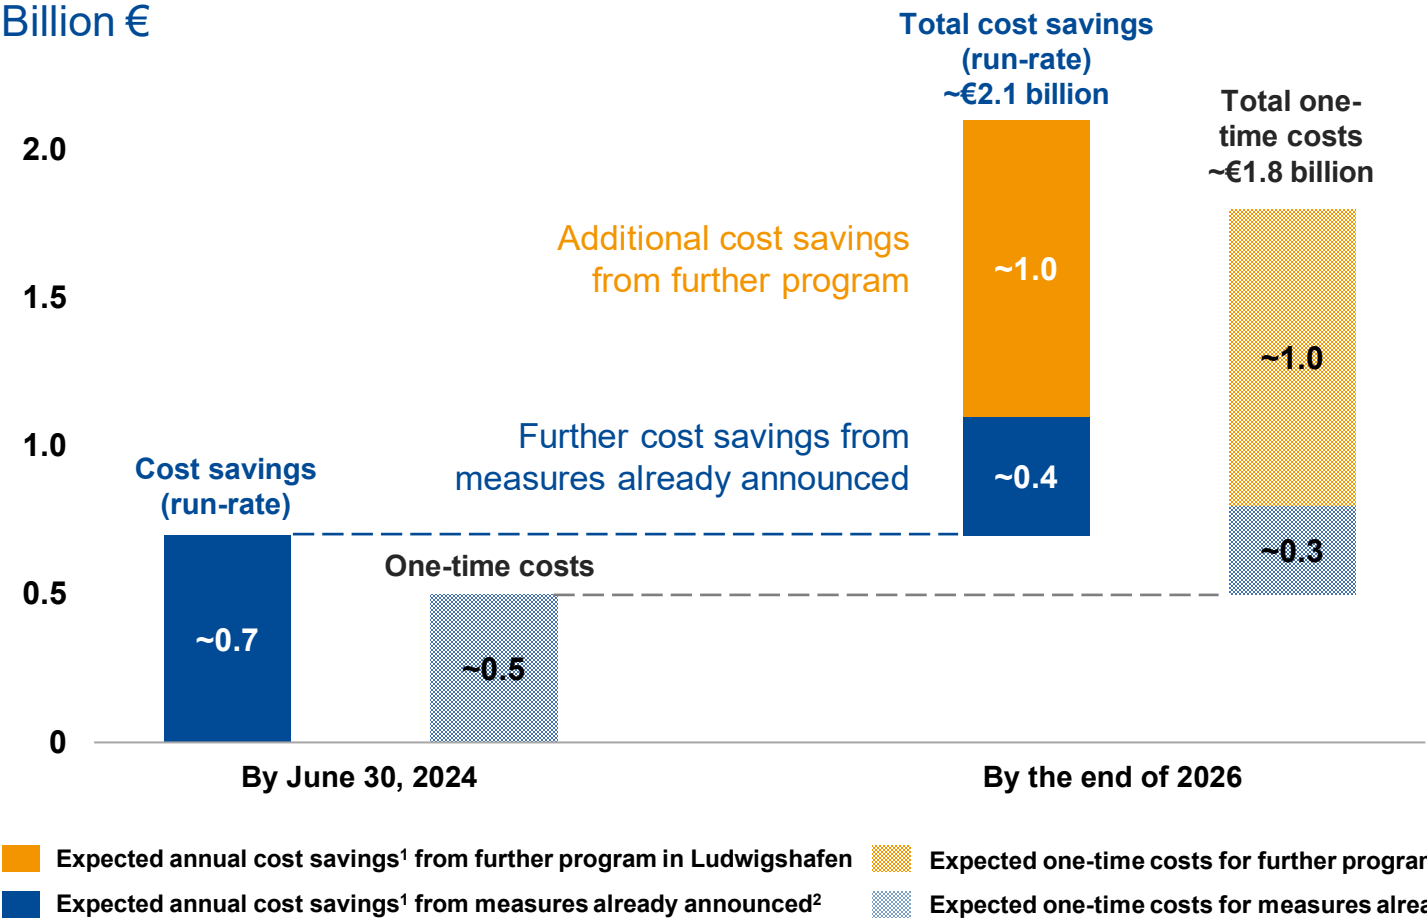 Billion €
Total cost savings
(run-rate)
~€2.1 billion
Total one-
time costs
~€1.8 billion
2.0
Additional cost savings
from further program
~1.0
1.5
~1.0
1.0
Further cost savings from
measures already announced
Cost savings
(run-rate)
~0.4
One-time costs
~0.3
0.5
~0.7
~0.5
0
By June 30, 2024
By the end of 2026
Expected annual cost savings¹ from further program in Ludwigshafen
Expected one-time costs for further
Expected annual cost savings¹ from measures already announced²
Expected one-time costs for measures